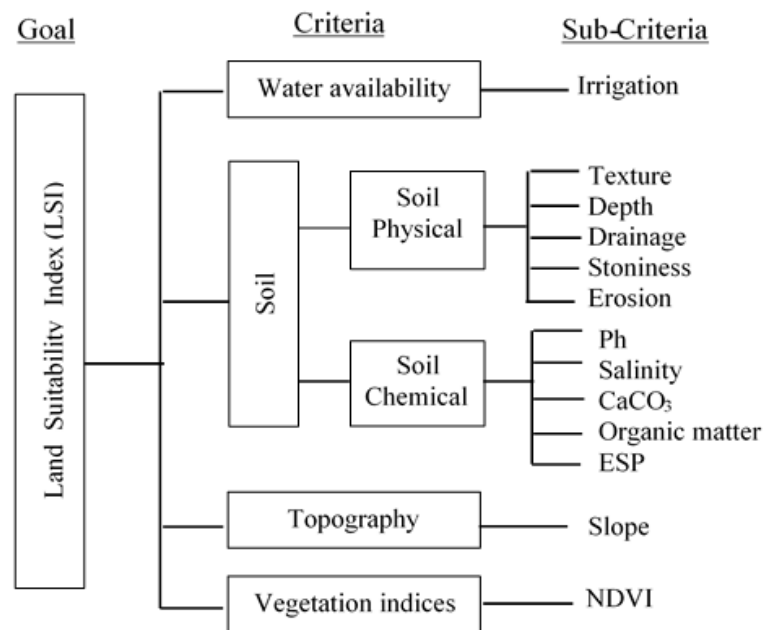 Goal
Criteria
Sub-Criteria
Land Suitability Index (LSI)
Water availability
Irrigation
Soil
Soil
Physical
Texture
Depth
Drainage
Stoniness
Erosion
Soil
Chemical
Ph
Salinity
CaCO₃
Organic matter
ESP
Topography
Slope
Vegetation indices
NDVI